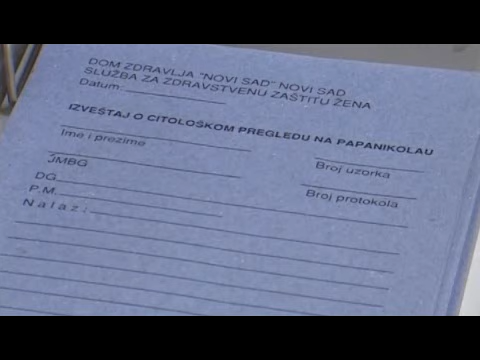 DOM ZDRAVLJA "NOVI SAD" NOVI SAD
SLUŽBA ZA ZDRAVSTVENU ZAŠTITU ŽENA
Datum:
IZVEŠTAJ O CITOLOŠKOM PREGLEDU NA PAPANIKOLAU
Ime i prezime
Broj uzorka
JMBG
Broj protokola
DG
P.M.
Nalaz: